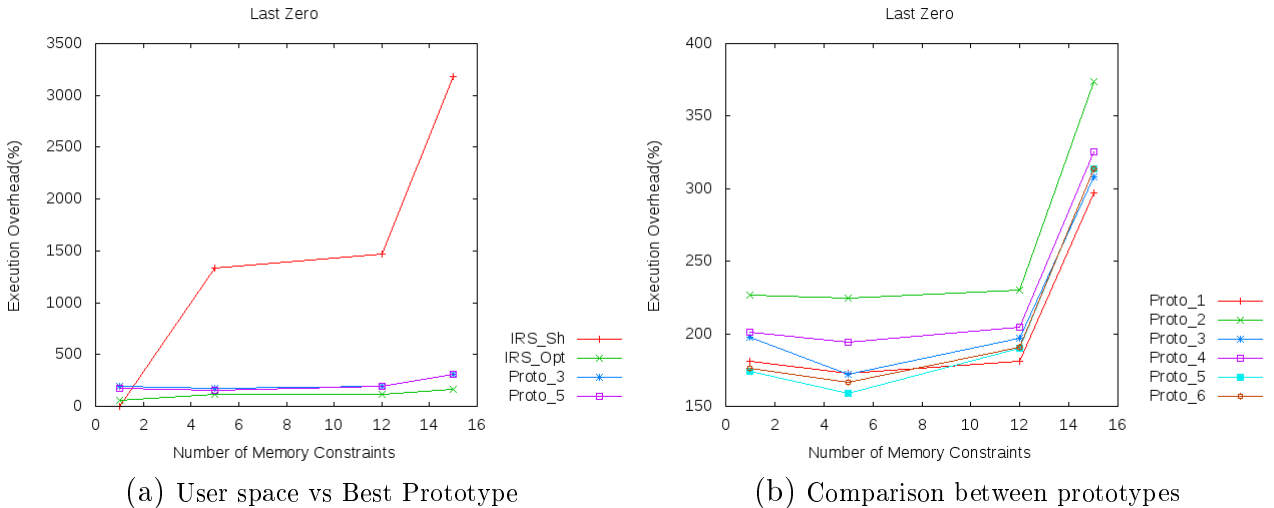 Last Zero
3500
3000
2500
2000
1500
1000
500
0
Execution Overhead(%)
0 2 4 6 8 10 12 14 16
Number of Memory Constraints
IRS_Sh
IRS_Opt
Proto_3
Proto_5
(a) User space vs Best Prototype
Last Zero
400
350
300
250
200
150
Execution Overhead(%)
0 2 4 6 8 10 12 14 16
Number of Memory Constraints
Proto_1
Proto_2
Proto_3
Proto_4
Proto_5
Proto_6
(b) Comparison between prototypes